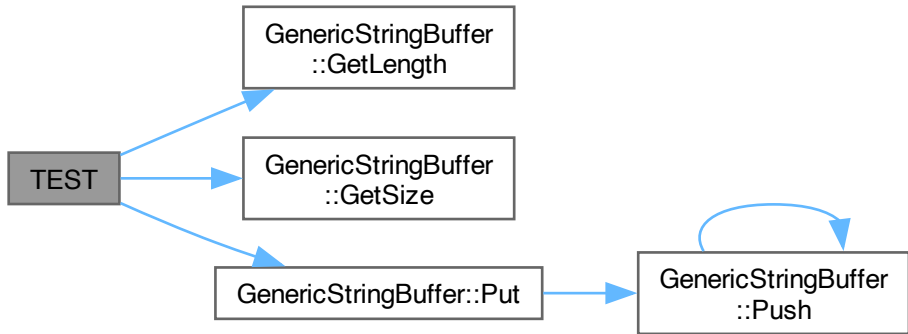 GenericStringBuffer
::GetLength
TEST
GenericStringBuffer
::GetSize
GenericStringBuffer::Put
GenericStringBuffer
::Push